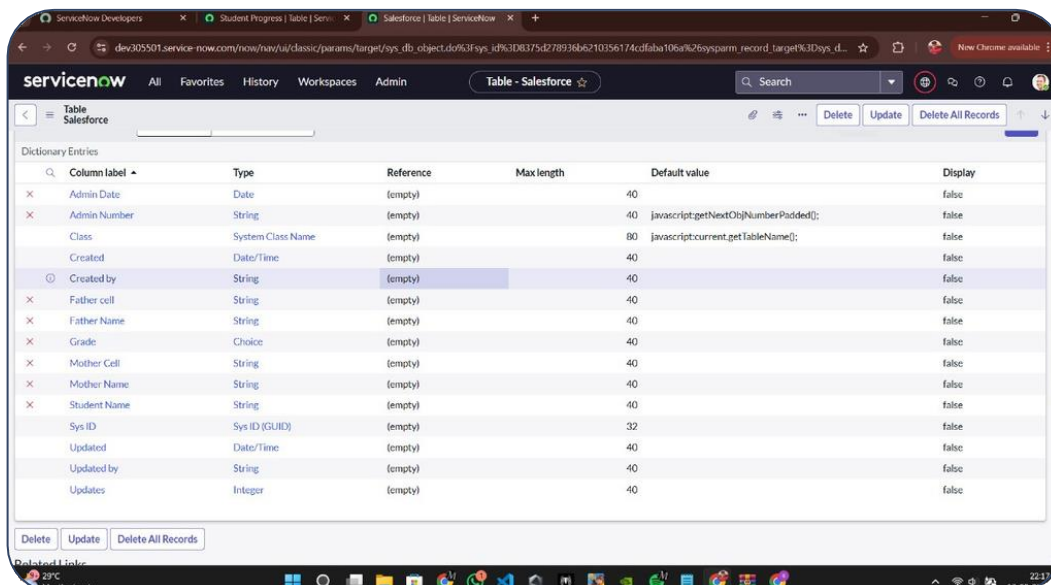 ServiceNow Developers
Student Progress | Table | Servic
Salesforce | Table | ServiceNow
dev305501.service-now.com/now/nav/ui/classic/params/target/sys_db_object.do%3Fsys_id%3D8375d278936b6210356174cdfaba106a%26sysparm_record_target%3Dsys_d...
New Chrome available
servicenow All Favorites History Workspaces Admin Table - Salesforce Search
Table
Salesforce
Delete Update Delete All Records
Dictionary Entries
Column label Type Reference Max length Default value Display
Admin Date Date (empty) 40 false
Admin Number String (empty) 40 javascript:getNextObjNumberPadded(); false
Class System Class Name (empty) 80 javascript:current.getTableName(); false
Created Date/Time (empty) 40 false
Created by String (empty) 40 false
Father cell String (empty) 40 false
Father Name String (empty) 40 false
Grade Choice (empty) 40 false
Mother Cell String (empty) 40 false
Mother Name String (empty) 40 false
Student Name String (empty) 40 false
Sys ID Sys ID (GUID) (empty) 32 false
Updated Date/Time (empty) 40 false
Updated by String (empty) 40 false
Updates Integer (empty) 40 false
Delete Update Delete All Records
Related Links
29°C
22:17